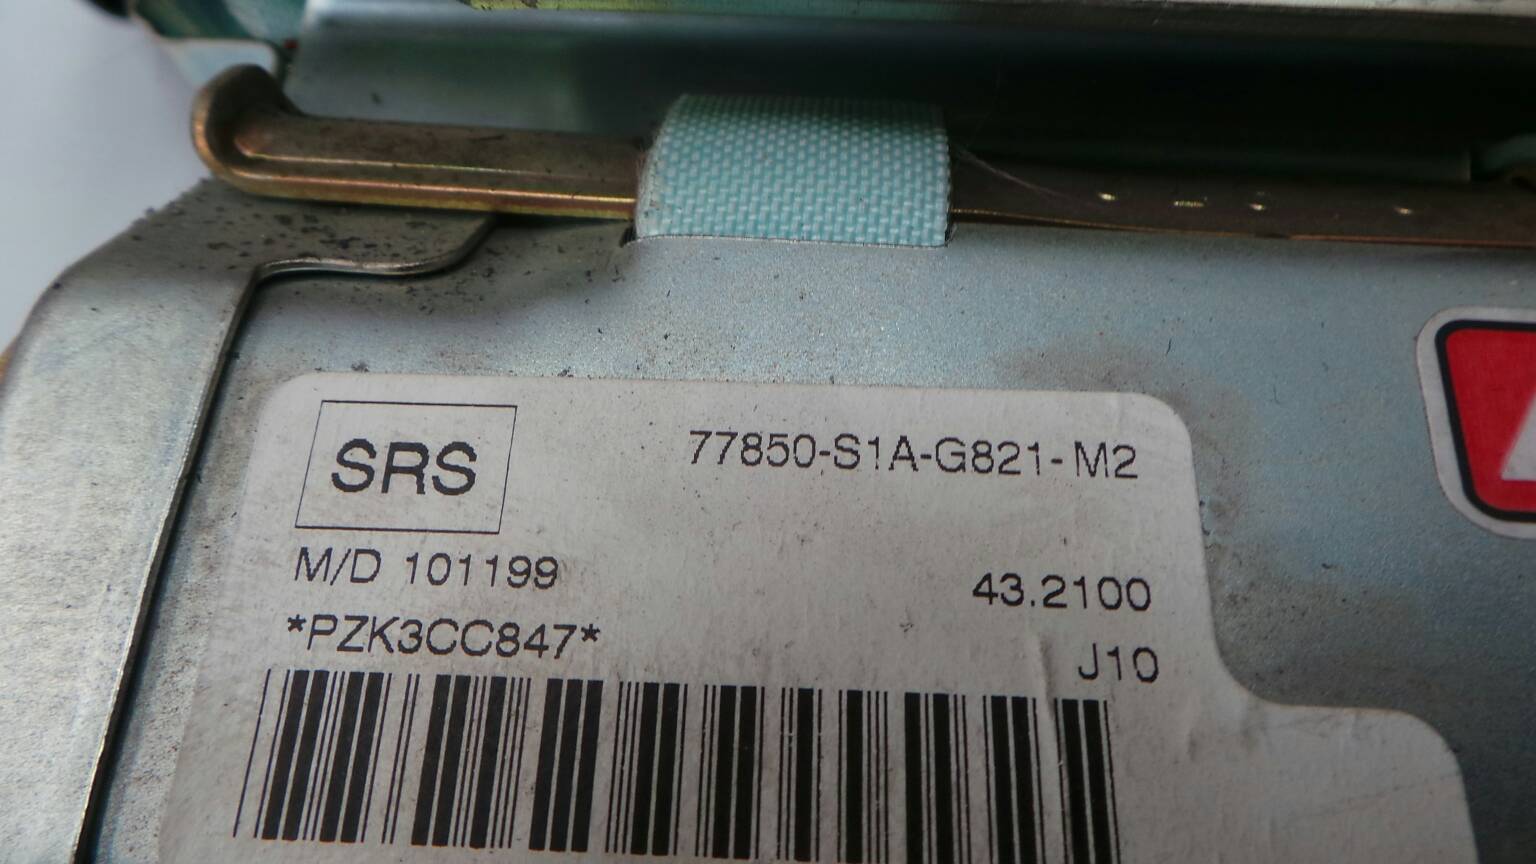 SRS
77850-S1A-G821-M2
M/D 101199
43.2100
*PZK3CC847*
J10